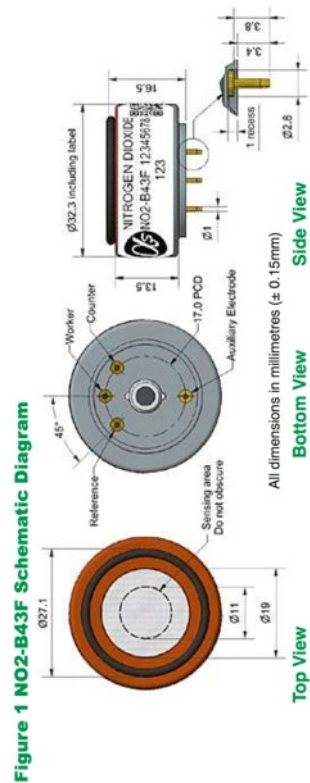 Figure 1 NO2-B43F Schematic Diagram
Ø27.1
Sensing area
Do not obscure
Ø11
Ø19
Top View
45°
Worker
Counter
Reference
17.0 PCD
Auxiliary Electrode
Bottom View
All dimensions in millimetres (± 0.15mm)
Ø32.3 including label
16.5
13.5
NITROGEN DIOXIDE
NO2-B43F 12345678
123
Ø1
1 recess
3.8
3.4
Ø2.8
Side View